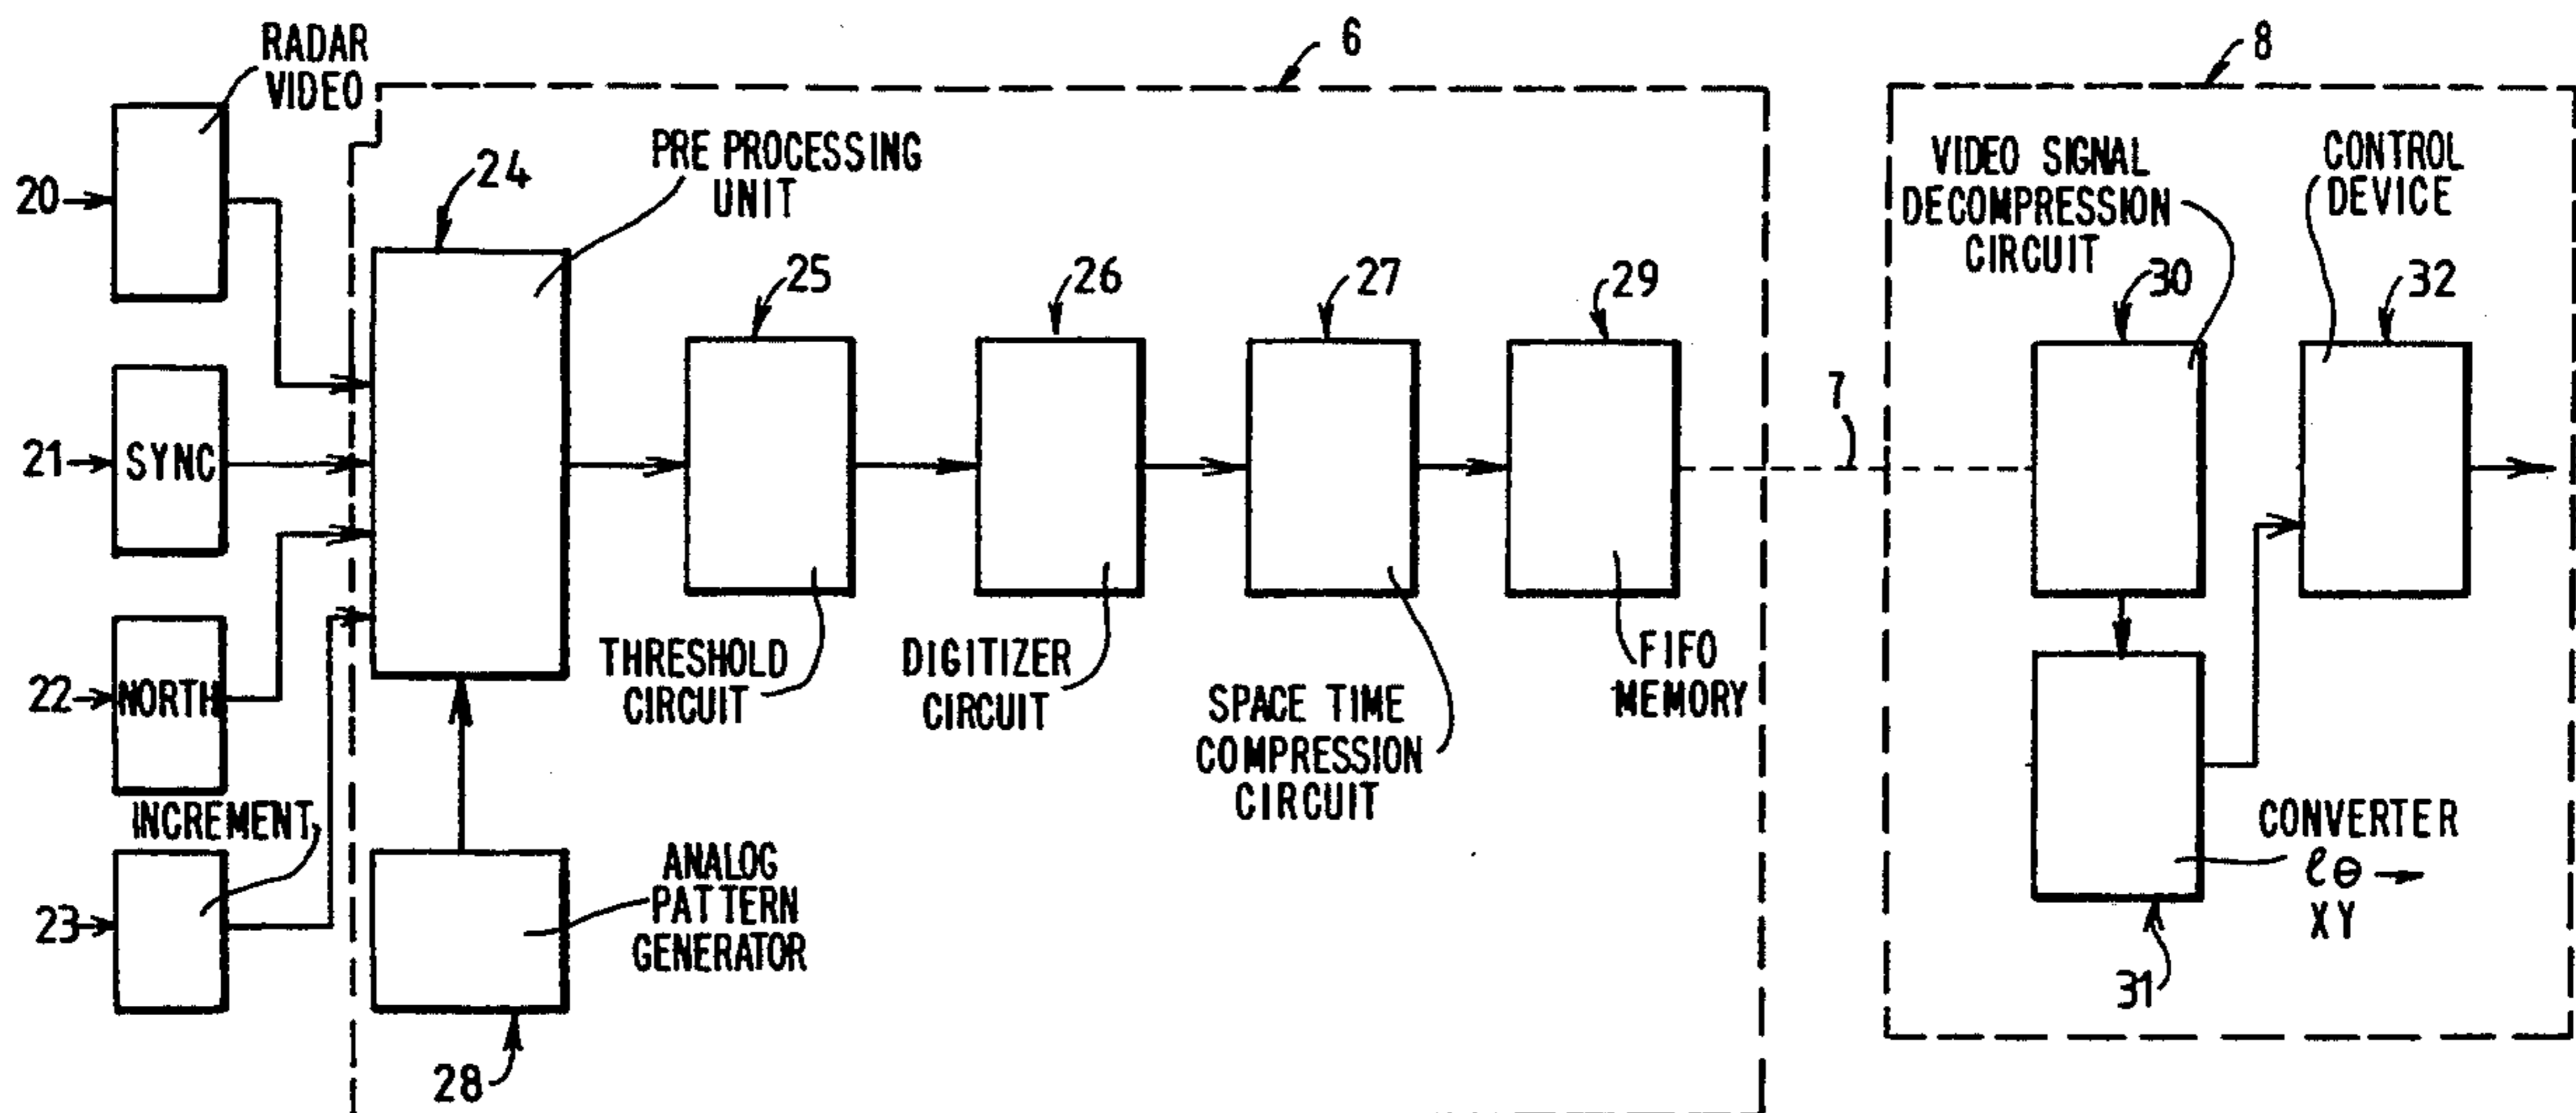 RADAR
VIDEO
6
8
20
24
PRE PROCESSING
UNIT
VIDEO SIGNAL
DECOMPRESSION
CIRCUIT
CONTROL
DEVICE
25
26
27
29
30
32
21
SYNC
7
22
NORTH
THRESHOLD
CIRCUIT
DIGITIZER
CIRCUIT
SPACE TIME
COMPRESSION
CIRCUIT
FIFO
MEMORY
INCREMENT
23
ANALOG
PATTERN
GENERATOR
28
CONVERTER
ℓθ →
XY
31